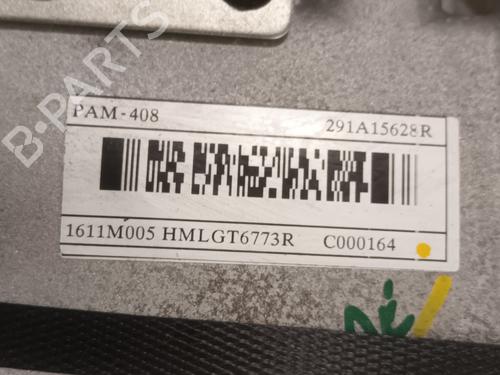 B-PARTS
PAM-408 291A15628R
1611M005 HMLGT6773R C000164